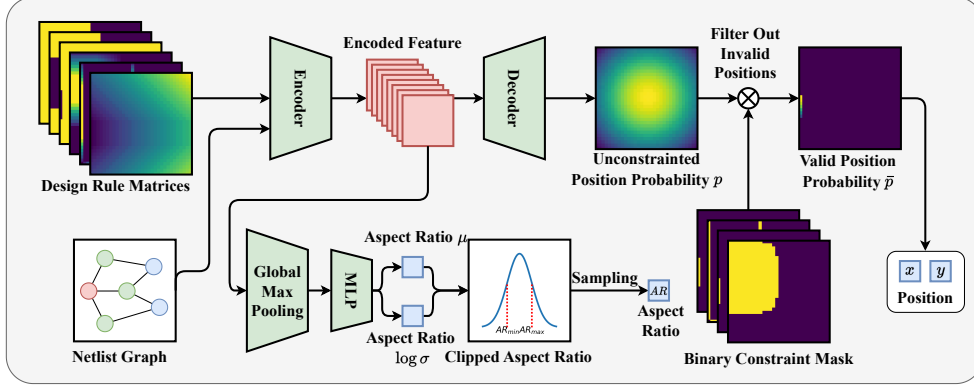 Design Rule Matrices
Netlist Graph
Encoder
Encoded Feature
Decoder
Unconstrainted
Position Probability p
Filter Out
Invalid
Positions
Valid Position
Probability p̄
Global
Max
Pooling
MLP
Aspect Ratio μ
Aspect Ratio
log σ
AR_min AR_max
Clipped Aspect Ratio
Sampling
AR
Aspect
Ratio
Binary Constraint Mask
x y
Position